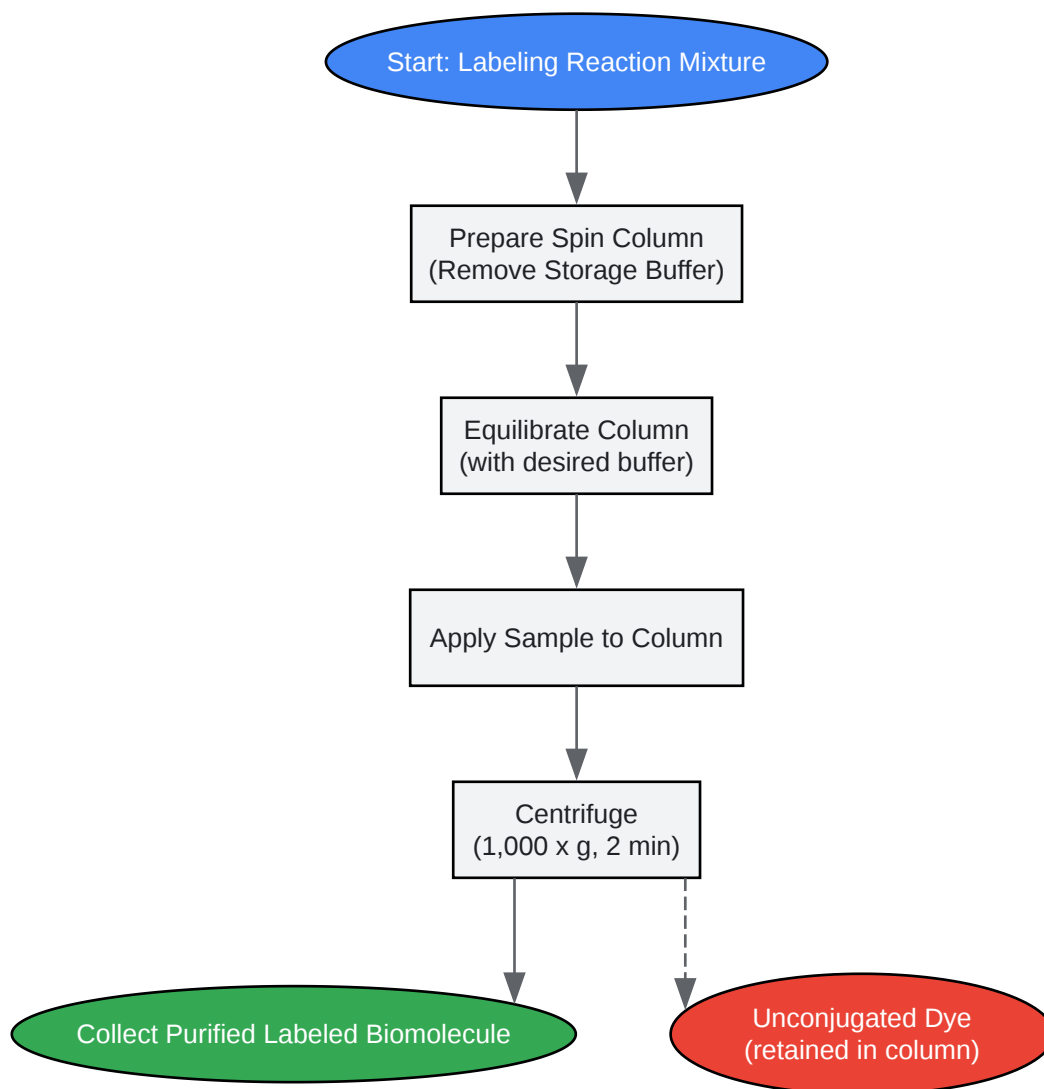 Start: Labeling Reaction Mixture
Prepare Spin Column
(Remove Storage Buffer)
Equilibrate Column
(with desired buffer)
Apply Sample to Column
Centrifuge
(1,000 x g, 2 min)
Collect Purified Labeled Biomolecule
Unconjugated Dye
(retained in column)